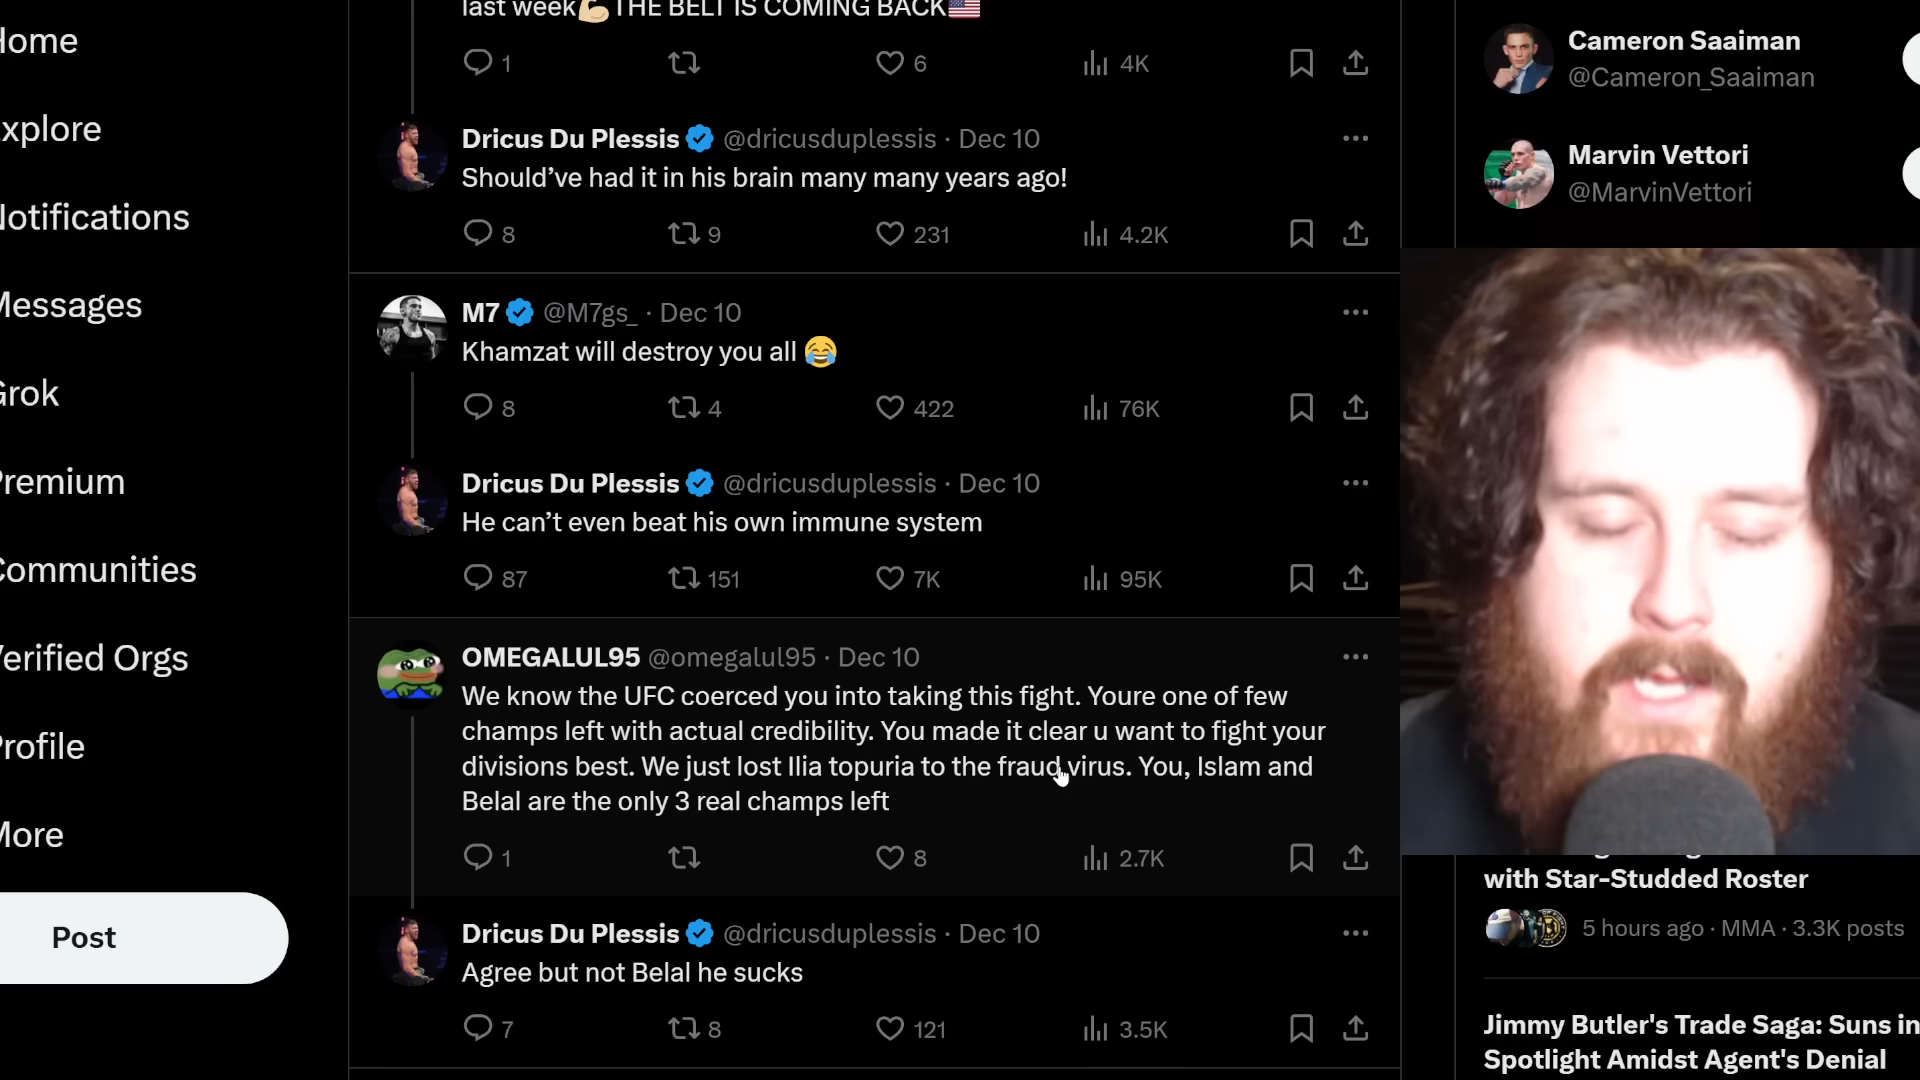 Home
Explore
Notifications
Messages
Grok
Premium
Communities
Verified Orgs
Profile
More
Post
last week💪🏼THE BELT IS COMING BACK🇺🇸
1 6 4K
Dricus Du Plessis @dricusduplessis · Dec 10
Should’ve had it in his brain many many years ago!
8 9 231 4.2K
M7 @M7gs_ · Dec 10
Khamzat will destroy you all 😂
8 4 422 76K
Dricus Du Plessis @dricusduplessis · Dec 10
He can’t even beat his own immune system
87 151 7K 95K
OMEGALUL95 @omegalul95 · Dec 10
We know the UFC coerced you into taking this fight. Youre one of few
champs left with actual credibility. You made it clear u want to fight your
divisions best. We just lost Ilia topuria to the fraud virus. You, Islam and
Belal are the only 3 real champs left
1 8 2.7K
Dricus Du Plessis @dricusduplessis · Dec 10
Agree but not Belal he sucks
7 8 121 3.5K
Cameron Saaiman
@Cameron_Saaiman
Marvin Vettori
@MarvinVettori
with Star-Studded Roster
5 hours ago · MMA · 3.3K posts
Jimmy Butler's Trade Saga: Suns in
Spotlight Amidst Agent's Denial